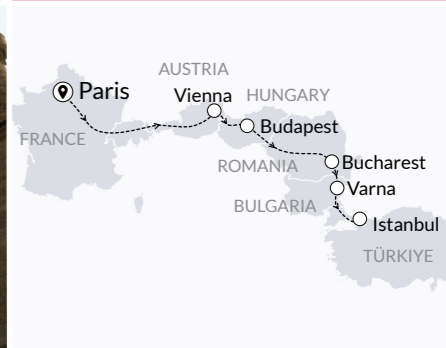 AUSTRIA
Vienna
HUNGARY
Paris
Budapest
FRANCE
ROMANIA
Bucharest
Varna
BULGARIA
Istanbul
TÜRKIYE